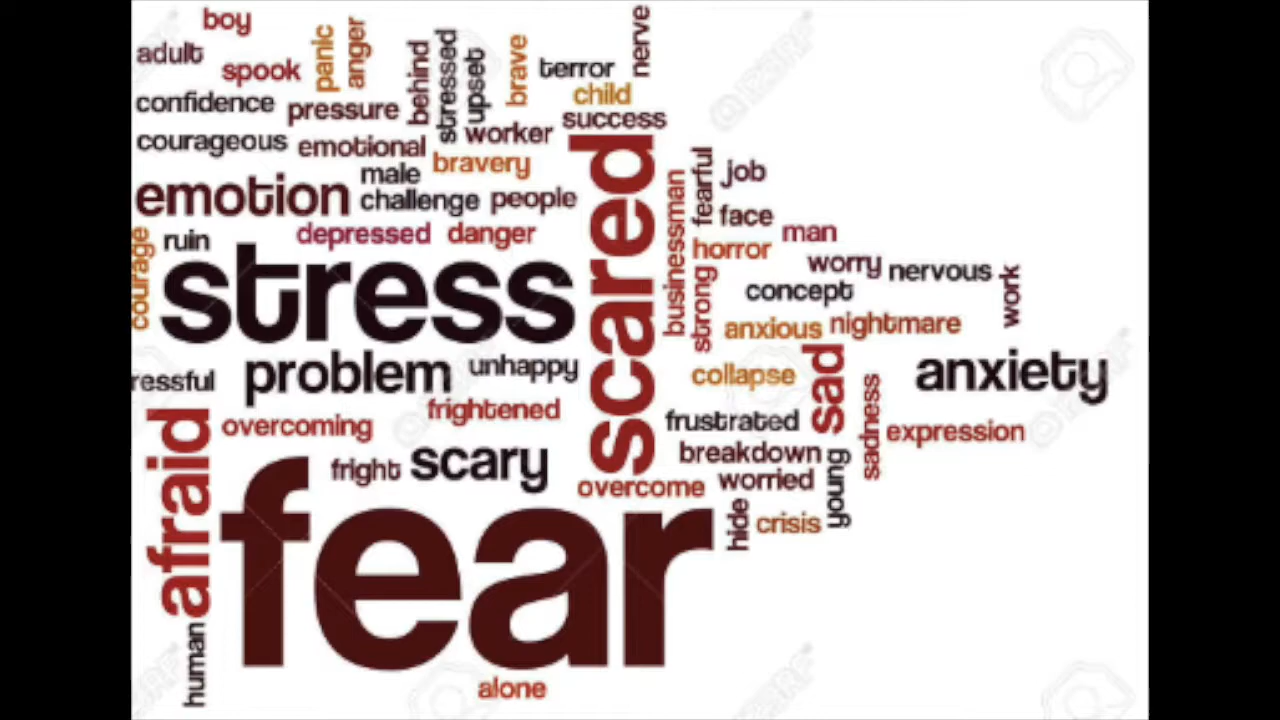 boy
adult
spook
panic
anger
behind
stressed
upset
brave
terror
nerve
child
confidence
pressure
success
courageous
emotional
worker
bravery
male
emotion
challenge
people
scared
businessman
fearful
job
face
man
courage
ruin
depressed
danger
horror
worry
nervous
work
strong
concept
stress
anxious
nightmare
ressful
problem
unhappy
collapse
sad
anxiety
afraid
overcoming
frightened
frustrated
sadness
expression
fright
scary
breakdown
overcome
worried
young
hide
crisis
fear
human
alone